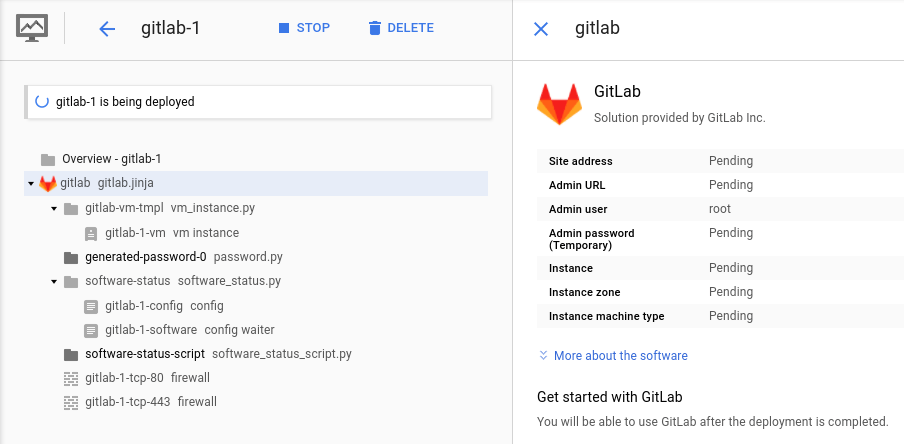 gitlab-1
STOP
DELETE
gitlab-1 is being deployed
Overview - gitlab-1
gitlab gitlab.jinja
gitlab-vm-tmpl vm_instance.py
gitlab-1-vm vm instance
generated-password-0 password.py
software-status software_status.py
gitlab-1-config config
gitlab-1-software config waiter
software-status-script software_status_script.py
gitlab-1-tcp-80 firewall
gitlab-1-tcp-443 firewall
gitlab
GitLab
Solution provided by GitLab Inc.
Site address Pending
Admin URL Pending
Admin user root
Admin password Pending
(Temporary)
Instance Pending
Instance zone Pending
Instance machine type Pending
More about the software
Get started with GitLab
You will be able to use GitLab after the deployment is completed.